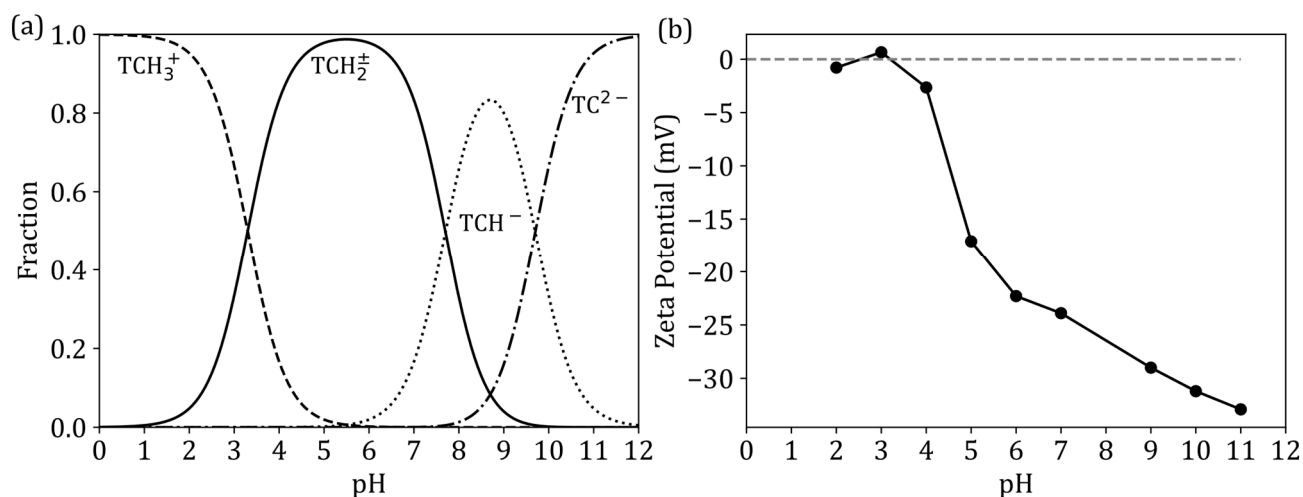 (a)
1.0
0.8
0.6
0.4
0.2
0.0
Fraction
TCH₃⁺
TCH₂±
TCH⁻
TC²⁻
0 1 2 3 4 5 6 7 8 9 10 11 12
pH
(b)
0
−5
−10
−15
−20
−25
−30
Zeta Potential (mV)
0 1 2 3 4 5 6 7 8 9 10 11 12
pH